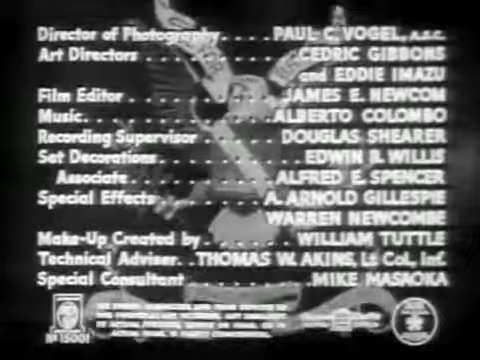 Director of Photography.... PAUL C. VOGEL, A.S.C.
Art Directors ............ CEDRIC GIBBONS
and EDDIE IMAZU
Film Editor .............. JAMES E. NEWCOM
Music.................. ALBERTO COLOMBO
Recording Supervisor ....... DOUGLAS SHEARER
Set Decorations............ EDWIN B. WILLIS
Associate............. ALFRED E. SPENCER
Special Effects......... A. ARNOLD GILLESPIE
WARREN NEWCOMBE
Make-Up Created by....... WILLIAM TUTTLE
Technical Adviser.. THOMAS W. AKINS, Lt Col., Inf.
Special Consultant......... MIKE MASAOKA
No 15001